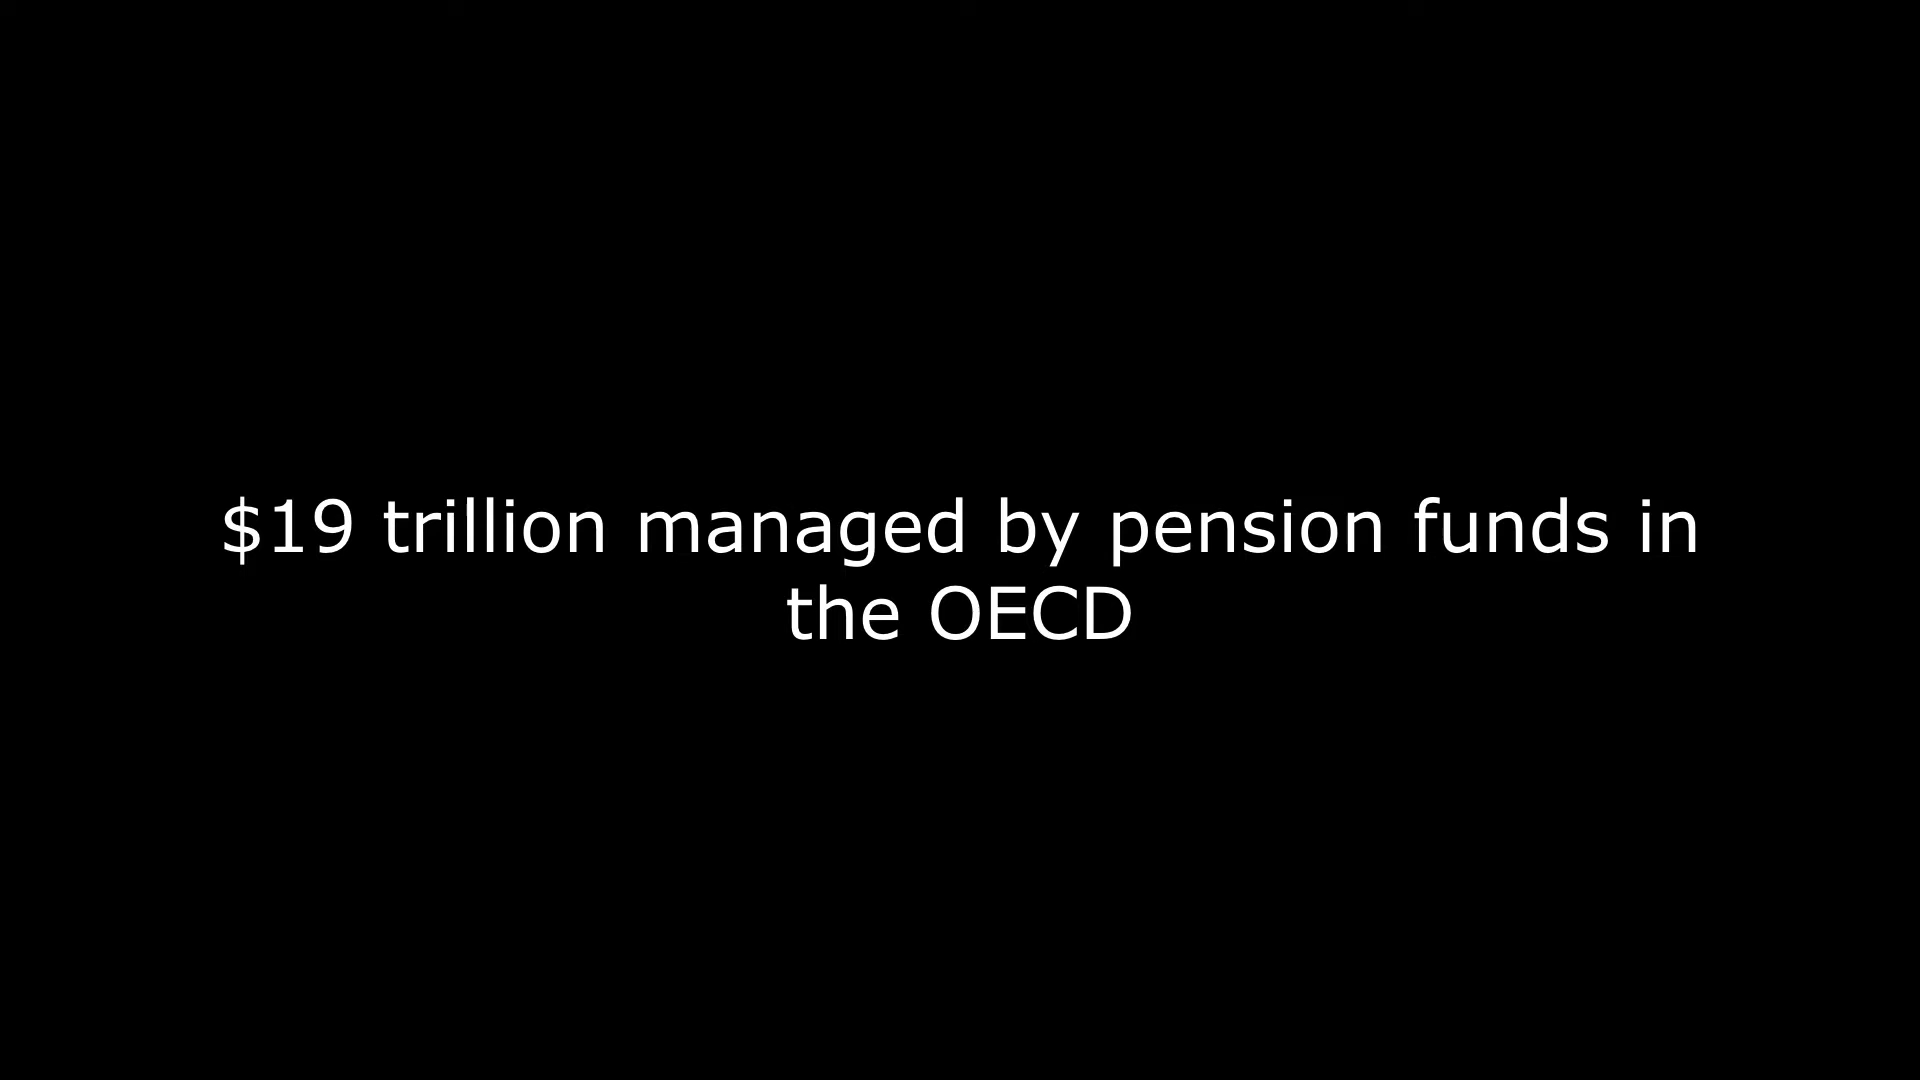 $19 trillion managed by pension funds in
the OECD